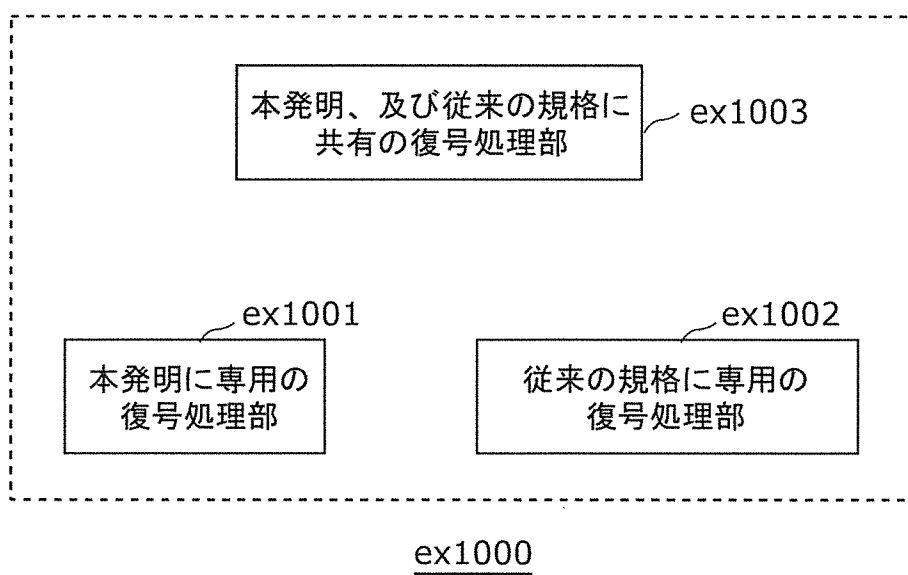 本発明、及び従来の規格に
共有の復号処理部
ex1003
ex1001
本発明に専用の
復号処理部
ex1002
従来の規格に専用の
復号処理部
ex1000